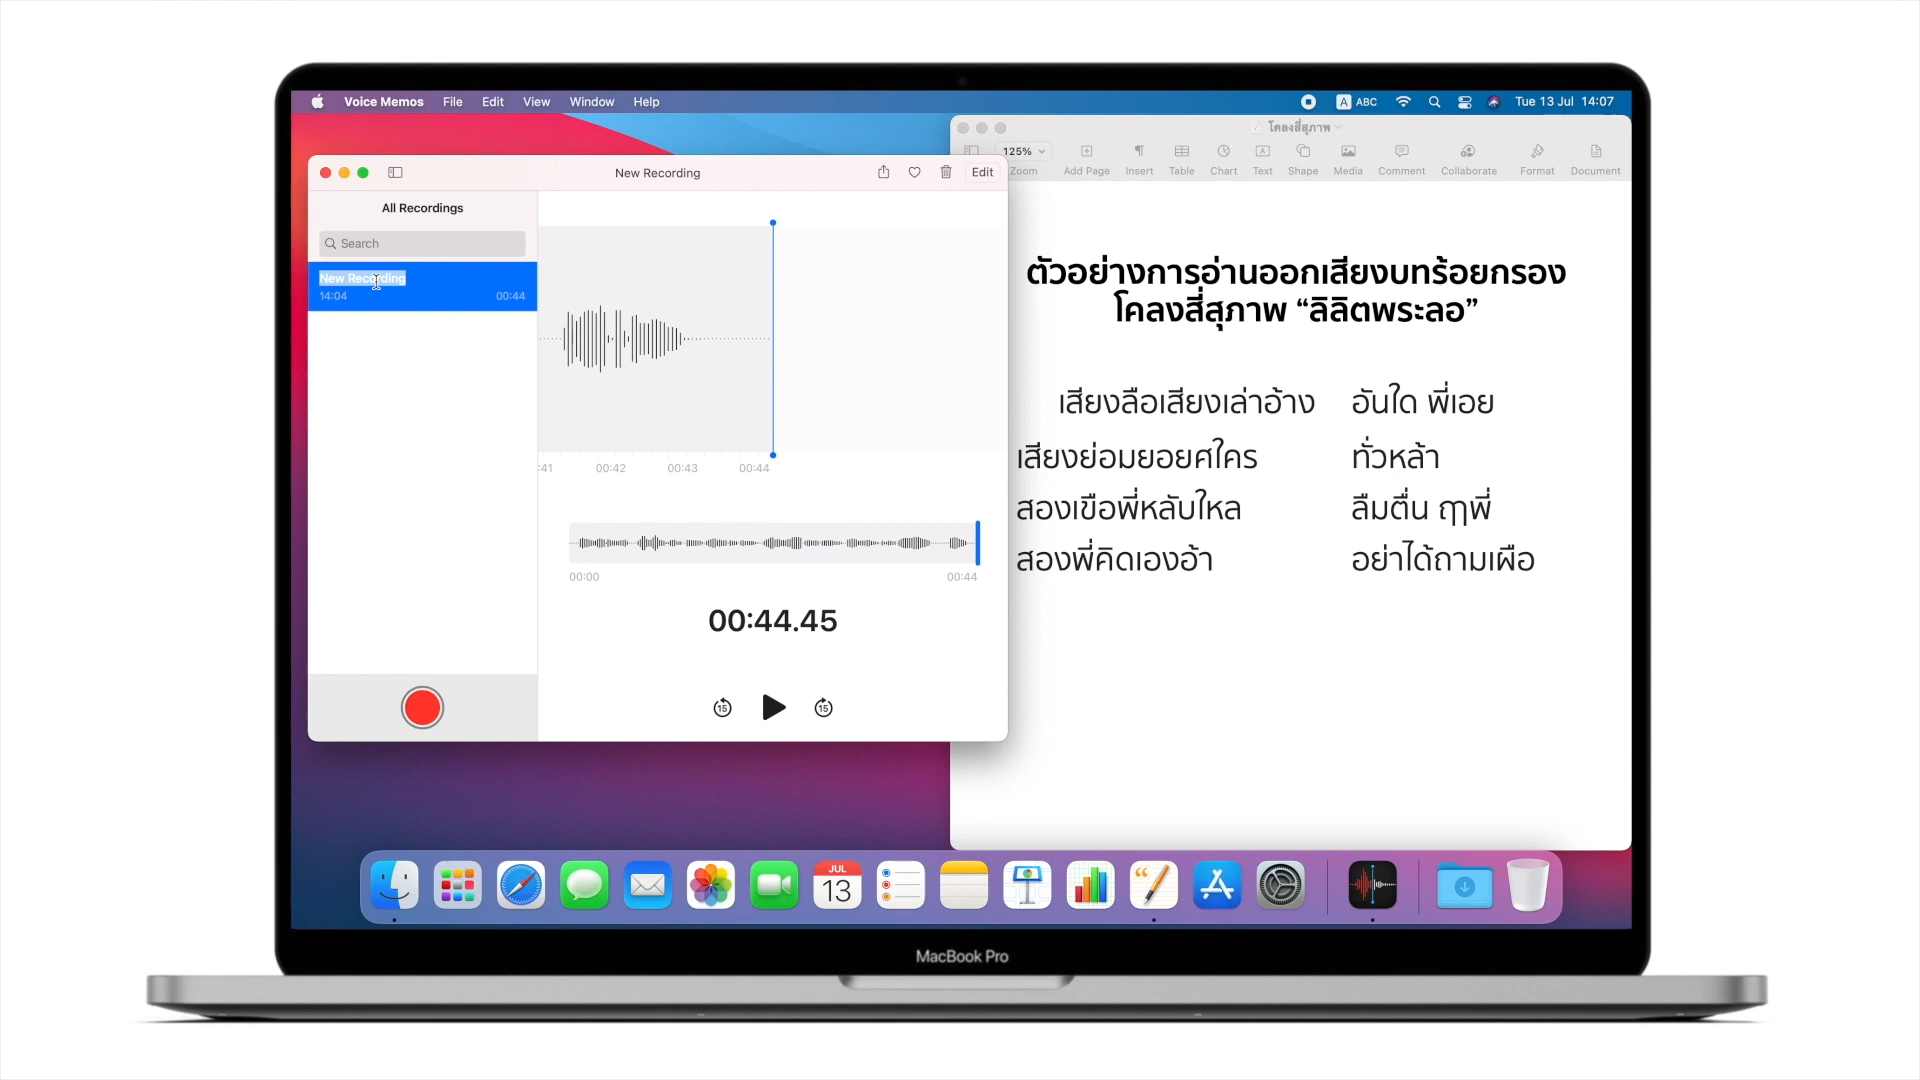 Voice Memos File Edit View Window Help
A ABC Tue 13 Jul 14:07
โคลงสี่สุภาพ
125%
Zoom Add Page Insert Table Chart Text Shape Media Comment Collaborate Format Document
New Recording
Edit
All Recordings
Search
New Recording
14:04 00:44
:41 00:42 00:43 00:44
00:00 00:44
00:44.45
15 15
ตัวอย่างการอ่านออกเสียงบทร้อยกรอง
โคลงสี่สุภาพ “ลิลิตพระลอ”
เสียงลือเสียงเล่าอ้าง อันใด พี่เอย
เสียงย่อมยอยศใคร ทั่วหล้า
สองเขือพี่หลับใหล ลืมตื่น ฤๅพี่
สองพี่คิดเองอ้า อย่าได้ถามเผือ
JUL
13
MacBook Pro